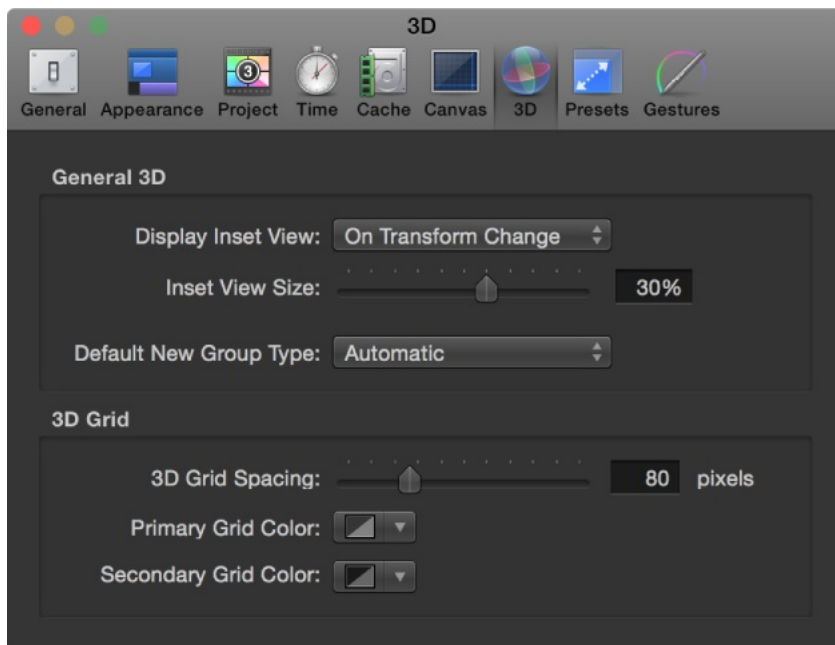 3D
General Appearance Project Time Cache Canvas 3D Presets Gestures
General 3D
Display Inset View: On Transform Change
Inset View Size: 30%
Default New Group Type: Automatic
3D Grid
3D Grid Spacing: 80 pixels
Primary Grid Color:
Secondary Grid Color: